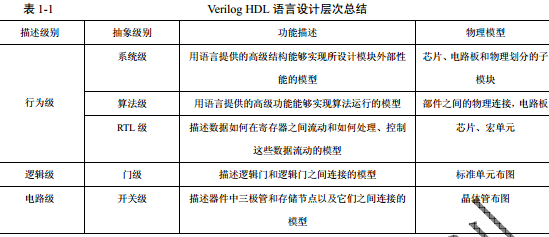 表 1-1 Verilog HDL 语言设计层次总结
描述级别 抽象级别 功能描述 物理模型
行为级 系统级 用语言提供的高级结构能够实现所设计模块外部性 芯片、电路板和物理划分的子
能的模型 模块
算法级 用语言提供的高级功能能够实现算法运行的模型 部件之间的物理连接，电路板
RTL 级 描述数据如何在寄存器之间流动和如何处理、控制 芯片、宏单元
这些数据流动的模型
逻辑级 门级 描述逻辑门和逻辑门之间连接的模型 标准单元布图
电路级 开关级 描述器件中三极管和存储节点以及它们之间连接的 晶体管布图
模型